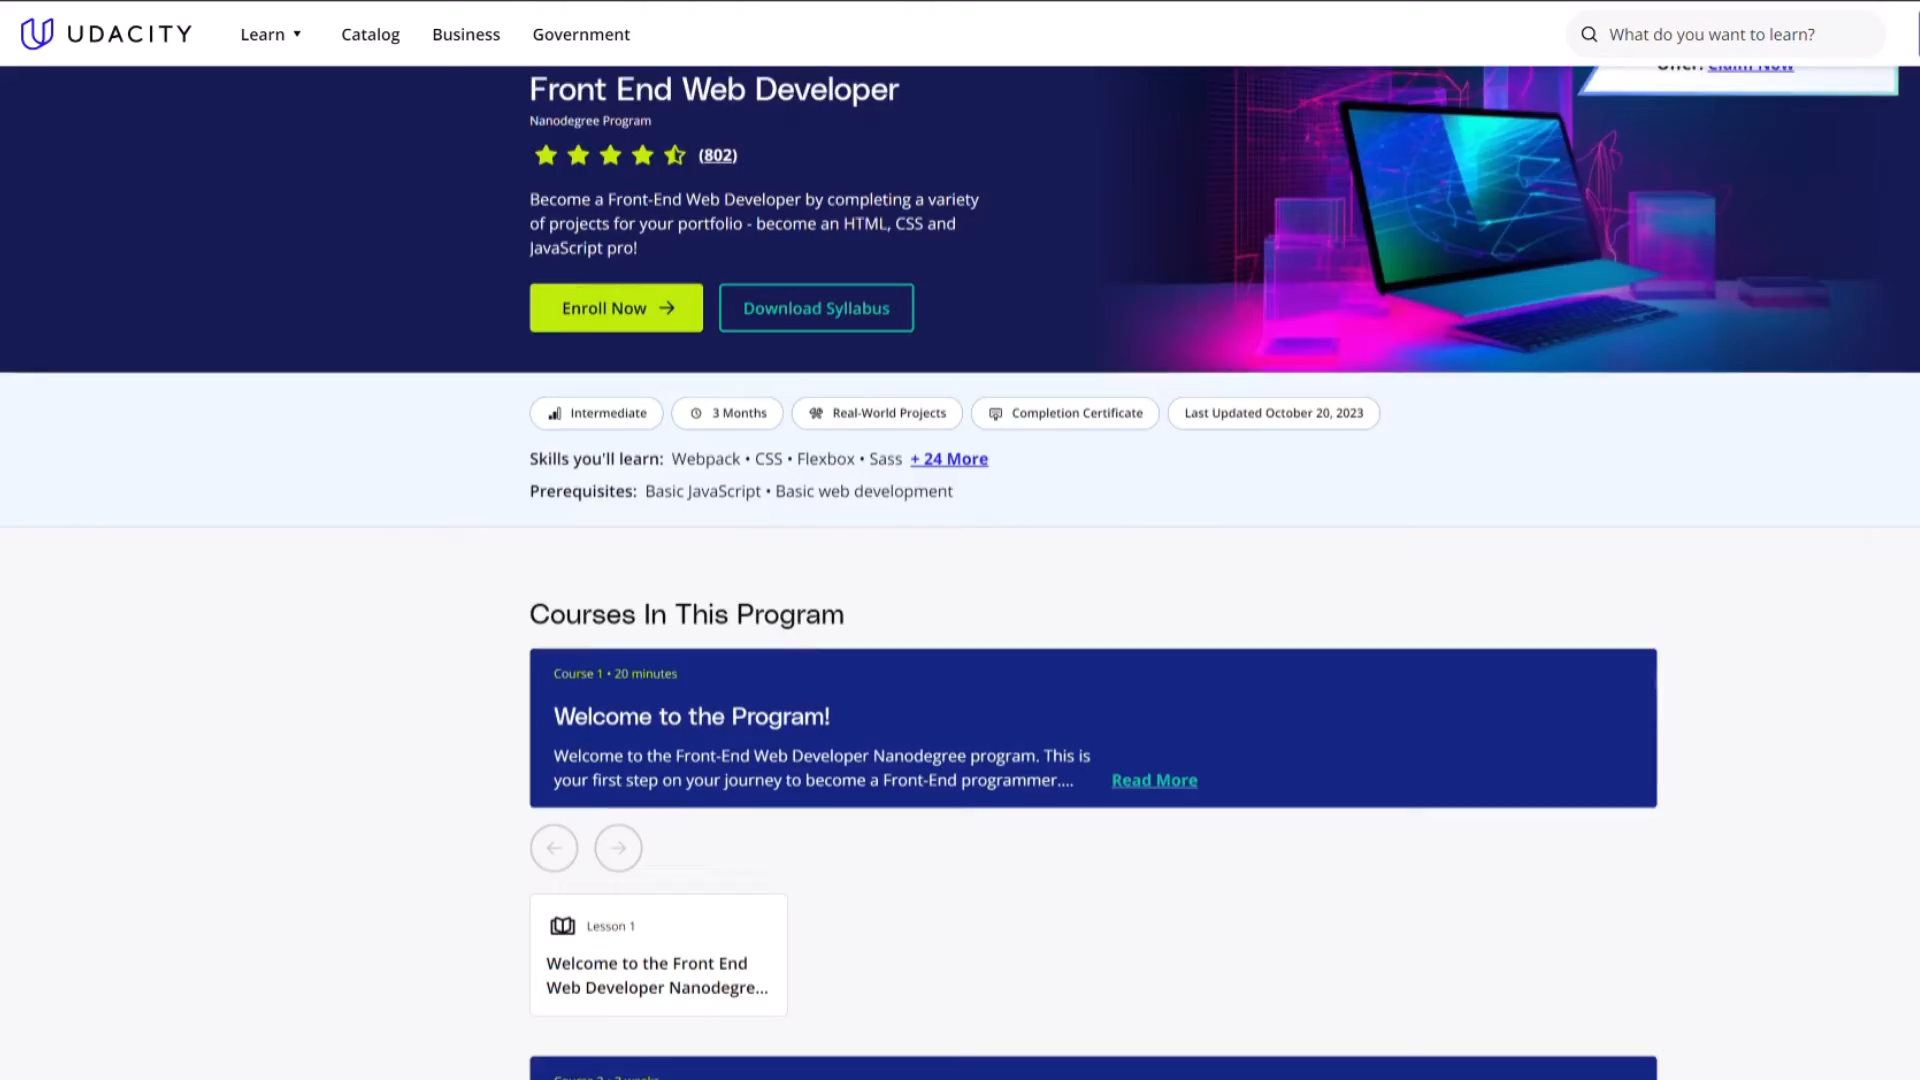 UDACITY
Learn
Catalog
Business
Government
What do you want to learn?
Offer! Claim Now
Front End Web Developer
Nanodegree Program
(802)
Become a Front-End Web Developer by completing a variety
of projects for your portfolio - become an HTML, CSS and
JavaScript pro!
Enroll Now
Download Syllabus
Intermediate
3 Months
Real-World Projects
Completion Certificate
Last Updated October 20, 2023
Skills you'll learn: Webpack • CSS • Flexbox • Sass + 24 More
Prerequisites: Basic JavaScript • Basic web development
Courses In This Program
Course 1 • 20 minutes
Welcome to the Program!
Welcome to the Front-End Web Developer Nanodegree program. This is
your first step on your journey to become a Front-End programmer....
Read More
Lesson 1
Welcome to the Front End
Web Developer Nanodegre...